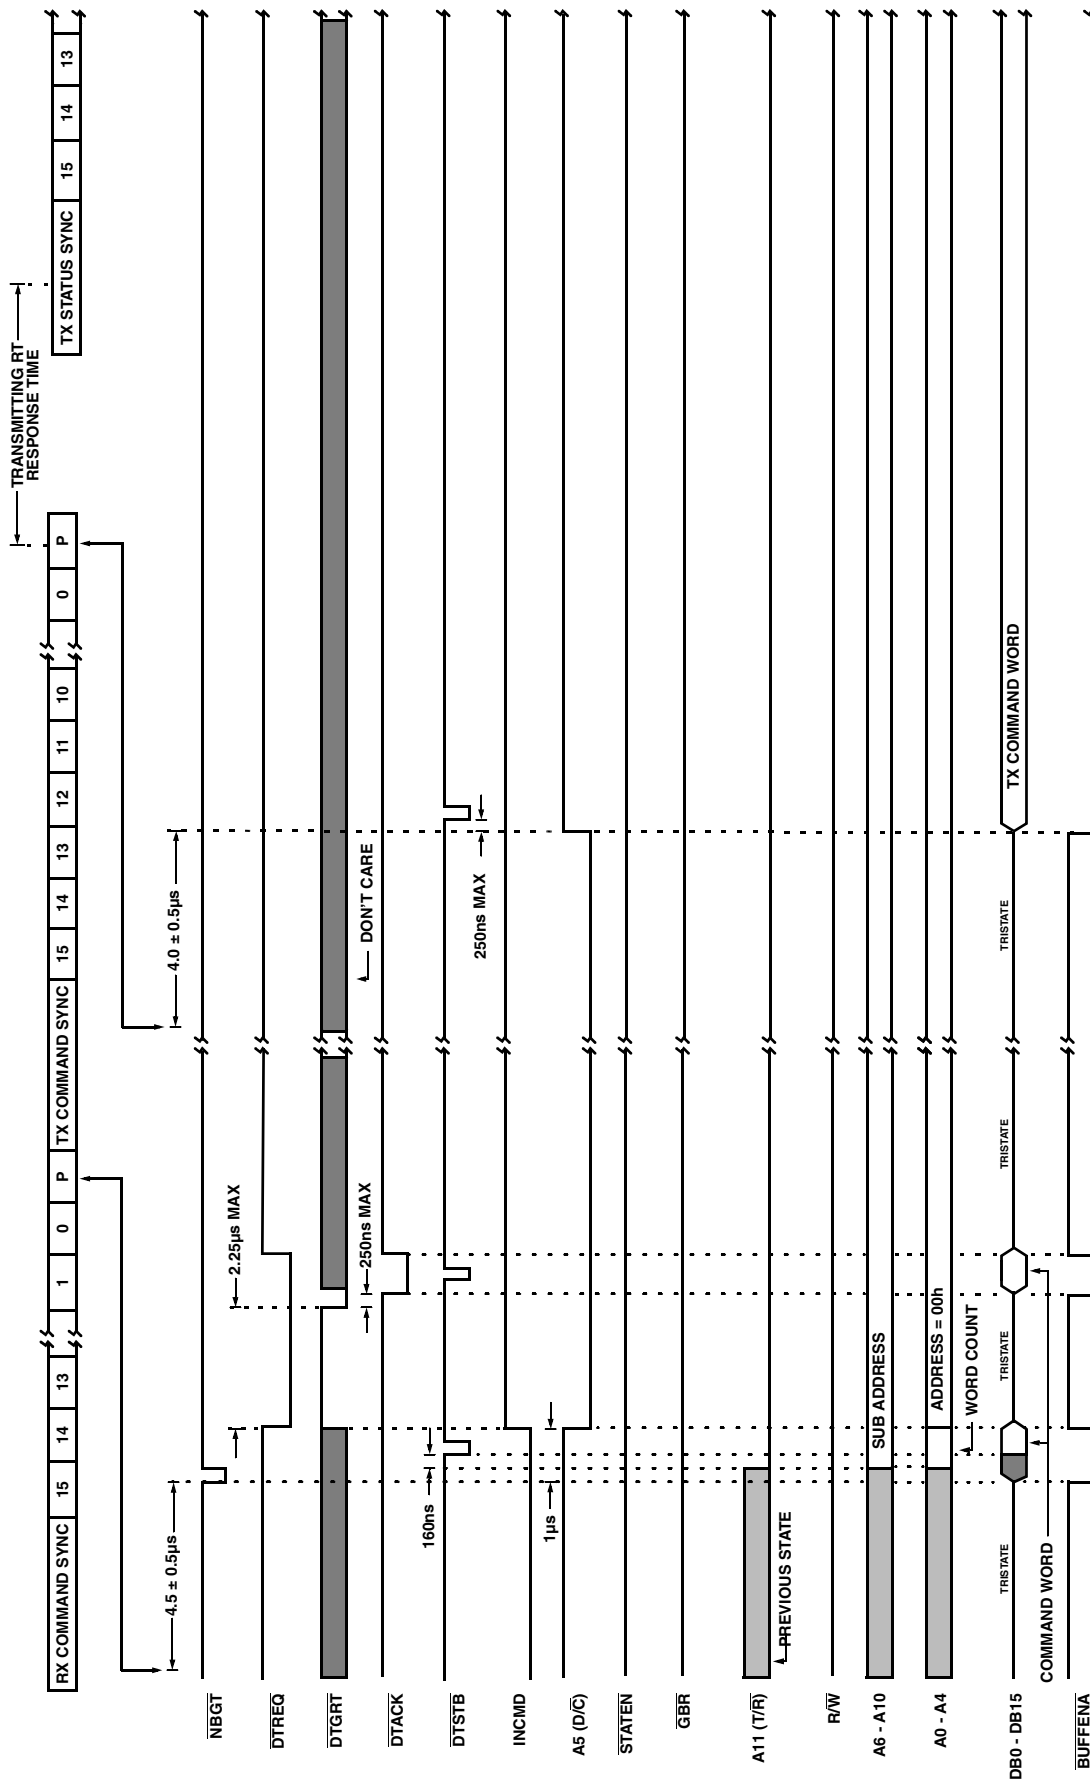 TRANSMITTING RT
RESPONSE TIME
RX COMMAND SYNC 15 14 13 1 0 P TX COMMAND SYNC 15 14 13 12 11 10 0 P TX STATUS SYNC 15 14 13
4.5 ± 0.5µs 4.0 ± 0.5µs
NBGT
2.25µs MAX
DTREQ
DTGRT
250ns MAX DON'T CARE
DTACK
160ns
DTSTB
250ns MAX
INCMD
1µs
A5 (D/C)
STATEN
GBR
A11 (T/R)
PREVIOUS STATE
R/W
A6 - A10 SUB ADDRESS
A0 - A4 ADDRESS = 00h
WORD COUNT
DB0 - DB15 TRISTATE TRISTATE TRISTATE TRISTATE TX COMMAND WORD
COMMAND WORD
BUFFENA